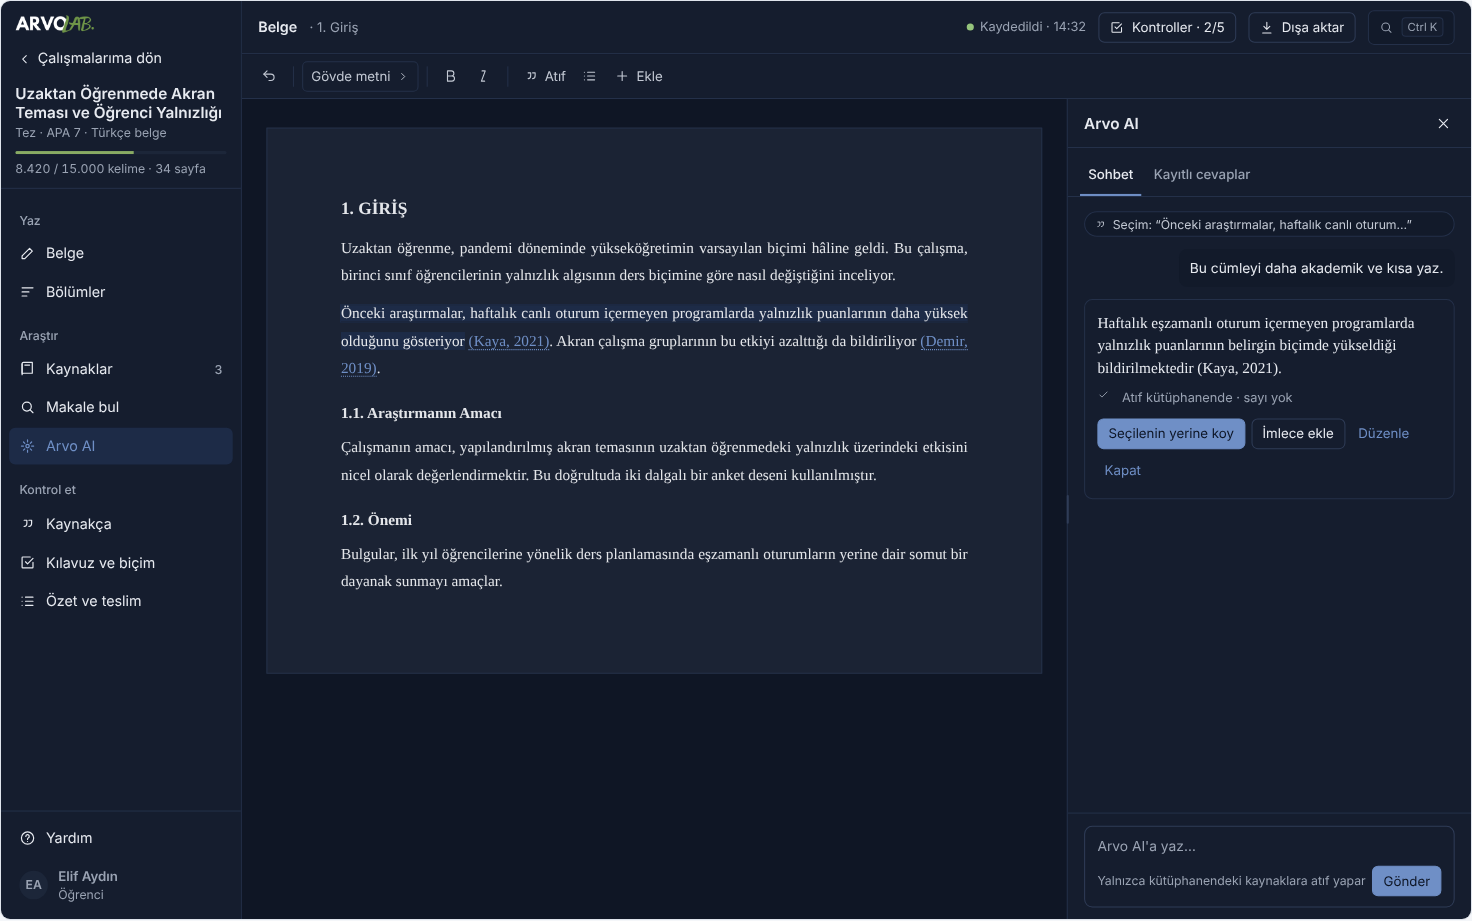 ARVOLAB.
Çalışmalarıma dön
Uzaktan Öğrenmede Akran
Teması ve Öğrenci Yalnızlığı
Tez · APA 7 · Türkçe belge
8.420 / 15.000 kelime · 34 sayfa
Yaz
Belge
Bölümler
Araştır
Kaynaklar 3
Makale bul
Arvo AI
Kontrol et
Kaynakça
Kılavuz ve biçim
Özet ve teslim
Yardım
EA
Elif Aydın
Öğrenci
Belge · 1. Giriş
Kaydedildi · 14:32
Kontroller · 2/5
Dışa aktar
Ctrl K
Gövde metni
B
I
Atıf
Ekle
1. GİRİŞ
Uzaktan öğrenme, pandemi döneminde yükseköğretimin varsayılan biçimi hâline geldi. Bu çalışma,
birinci sınıf öğrencilerinin yalnızlık algısının ders biçimine göre nasıl değiştiğini inceliyor.
Önceki araştırmalar, haftalık canlı oturum içermeyen programlarda yalnızlık puanlarının daha yüksek
olduğunu gösteriyor (Kaya, 2021). Akran çalışma gruplarının bu etkiyi azalttığı da bildiriliyor (Demir,
2019).
1.1. Araştırmanın Amacı
Çalışmanın amacı, yapılandırılmış akran temasının uzaktan öğrenmedeki yalnızlık üzerindeki etkisini
nicel olarak değerlendirmektir. Bu doğrultuda iki dalgalı bir anket deseni kullanılmıştır.
1.2. Önemi
Bulgular, ilk yıl öğrencilerine yönelik ders planlamasında eşzamanlı oturumların yerine dair somut bir
dayanak sunmayı amaçlar.
Arvo AI
Sohbet
Kayıtlı cevaplar
Seçim: “Önceki araştırmalar, haftalık canlı oturum...”
Bu cümleyi daha akademik ve kısa yaz.
Haftalık eşzamanlı oturum içermeyen programlarda
yalnızlık puanlarının belirgin biçimde yükseldiği
bildirilmektedir (Kaya, 2021).
Atıf kütüphanende · sayı yok
Seçilenin yerine koy
İmlece ekle
Düzenle
Kapat
Arvo AI'a yaz...
Yalnızca kütüphanendeki kaynaklara atıf yapar
Gönder